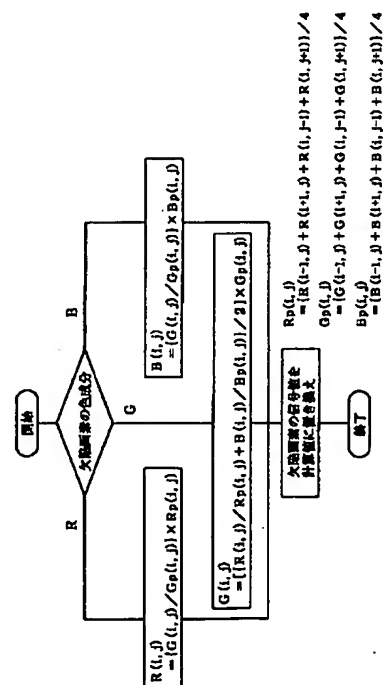 開始
欠陥画素の色成分
R
G
B
R(i,j)
={G(i,j)/Gp(i,j)}×Rp(i,j)
B(i,j)
={G(i,j)/Gp(i,j)}×Bp(i,j)
G(i,j)
=[{R(i,j)/Rp(i,j)+B(i,j)/Bp(i,j)}/2]×Gp(i,j)
欠陥画素の信号値を
計算値に置き換え
終了
Rp(i,j)
={R(i-1,j)+R(i+1,j)+R(i,j-1)+R(i,j+1)}/4
Gp(i,j)
={G(i-1,j)+G(i+1,j)+G(i,j-1)+G(i,j+1)}/4
Bp(i,j)
={B(i-1,j)+B(i+1,j)+B(i,j-1)+B(i,j+1)}/4